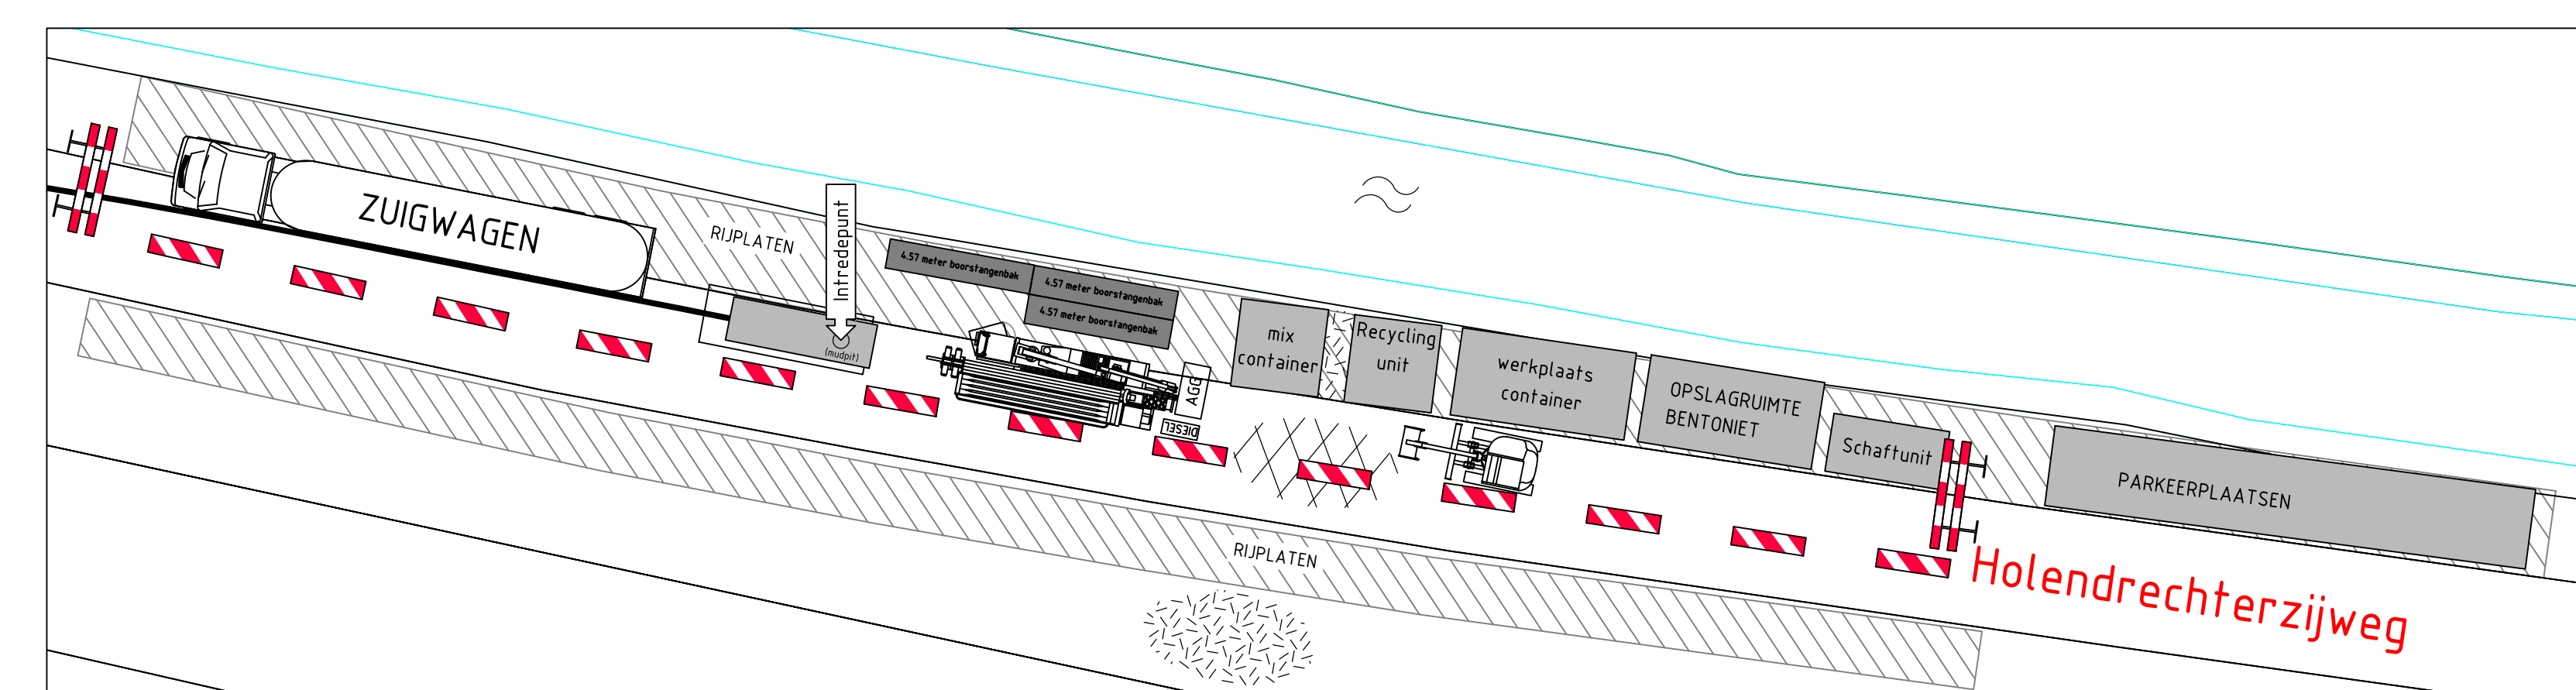 ZUIGWAGEN
RIJPLATEN
Intredepunt
(mudpit)
4.57 meter boorstangenbak
4.57 meter boorstangenbak
4.57 meter boorstangenbak
AGG
DIESEL
mix
container
Recycling
unit
werkplaats
container
OPSLAGRUIMTE
BENTONIET
Schaftunit
PARKEERPLAATSEN
RIJPLATEN
Holendrechterzijweg